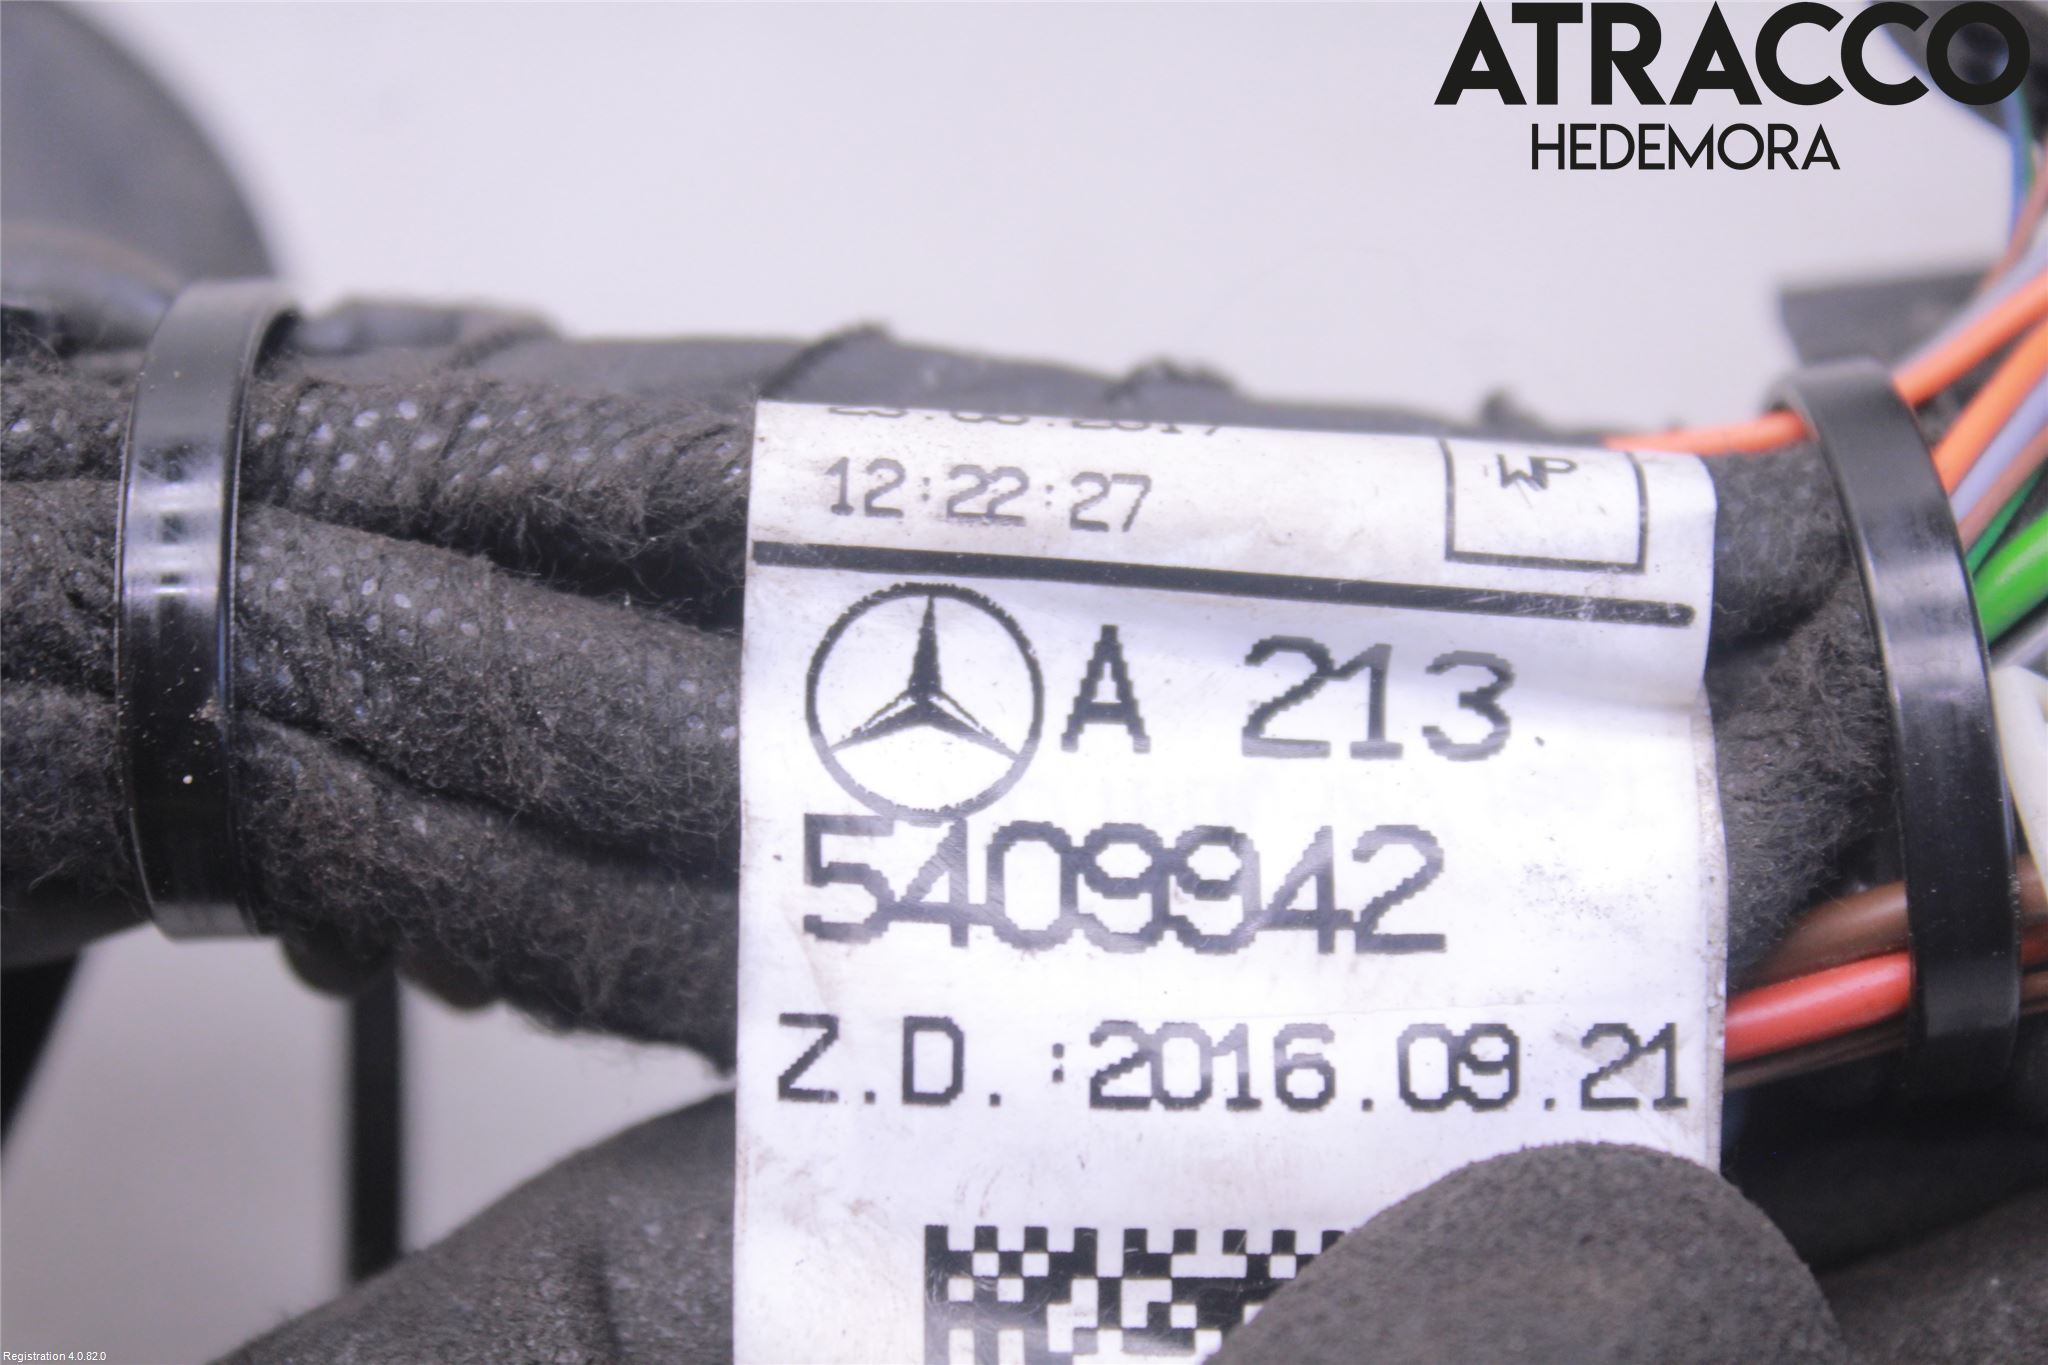 ATRACCO
HEDEMORA
12:22:27
WP
A 213
5409942
Z.D.:2016.09.21
Registration 4.0.82.0